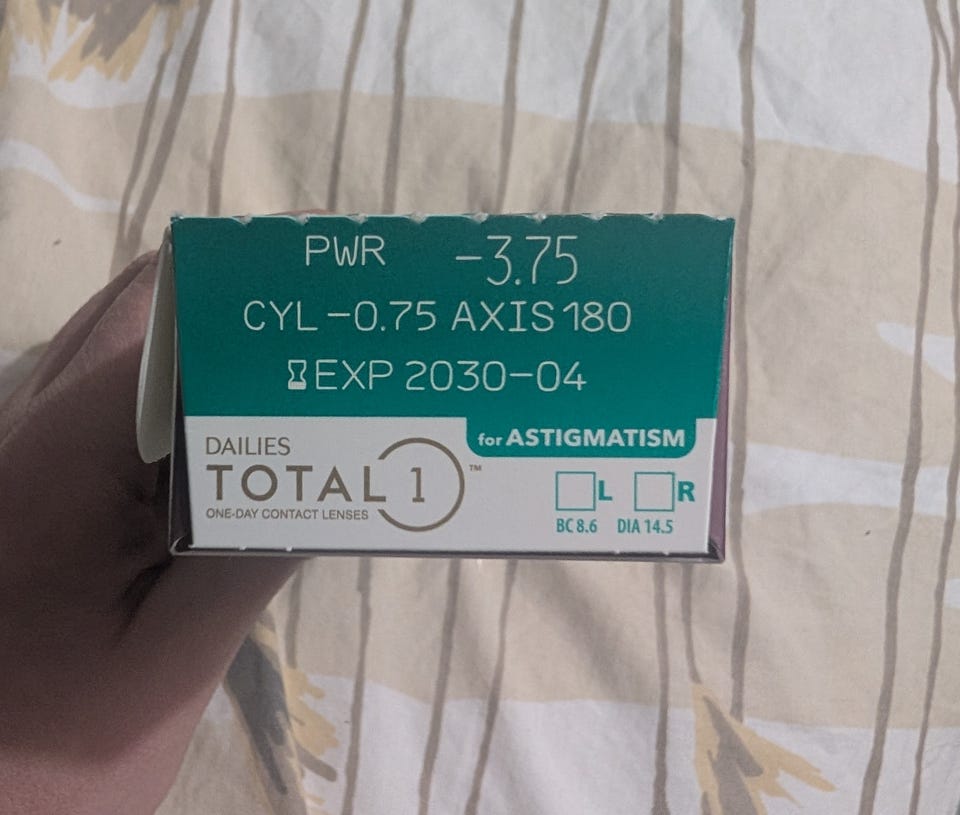 PWR -3.75
CYL -0.75 AXIS 180
EXP 2030-04
for ASTIGMATISM
DAILIES
TOTAL 1™
ONE-DAY CONTACT LENSES
L R
BC 8.6 DIA 14.5